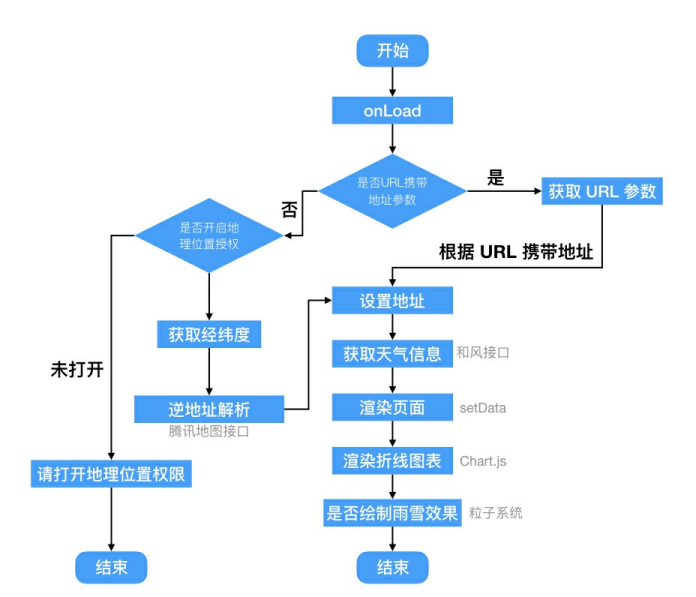 开始
onLoad
是否URL携带
地址参数
是
获取 URL 参数
否
是否开启地
理位置授权
根据 URL 携带地址
设置地址
获取经纬度
获取天气信息
和风接口
未打开
逆地址解析
腾讯地图接口
渲染页面
setData
渲染折线图表
Chart.js
请打开地理位置权限
是否绘制雨雪效果
粒子系统
结束
结束